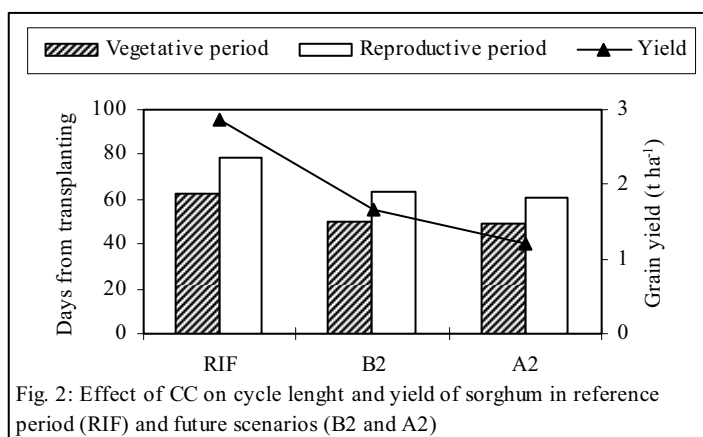 Vegetative period Reproductive period Yield
100
80
60
40
20
0
Days from transplanting
3
2
1
0
Grain yield (t ha-1)
RIF B2 A2
Fig. 2: Effect of CC on cycle lenght and yield of sorghum in reference
period (RIF) and future scenarios (B2 and A2)